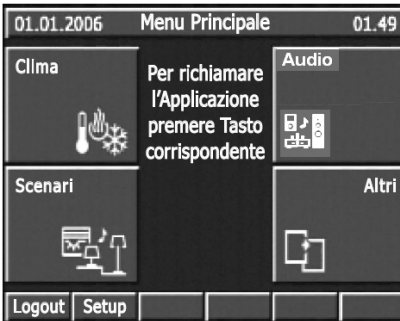 01.01.2006 Menu Principale 01.49
Clima
Per richiamare
l'Applicazione
premere Tasto
corrispondente
Audio
Scenari
Altri
Logout Setup